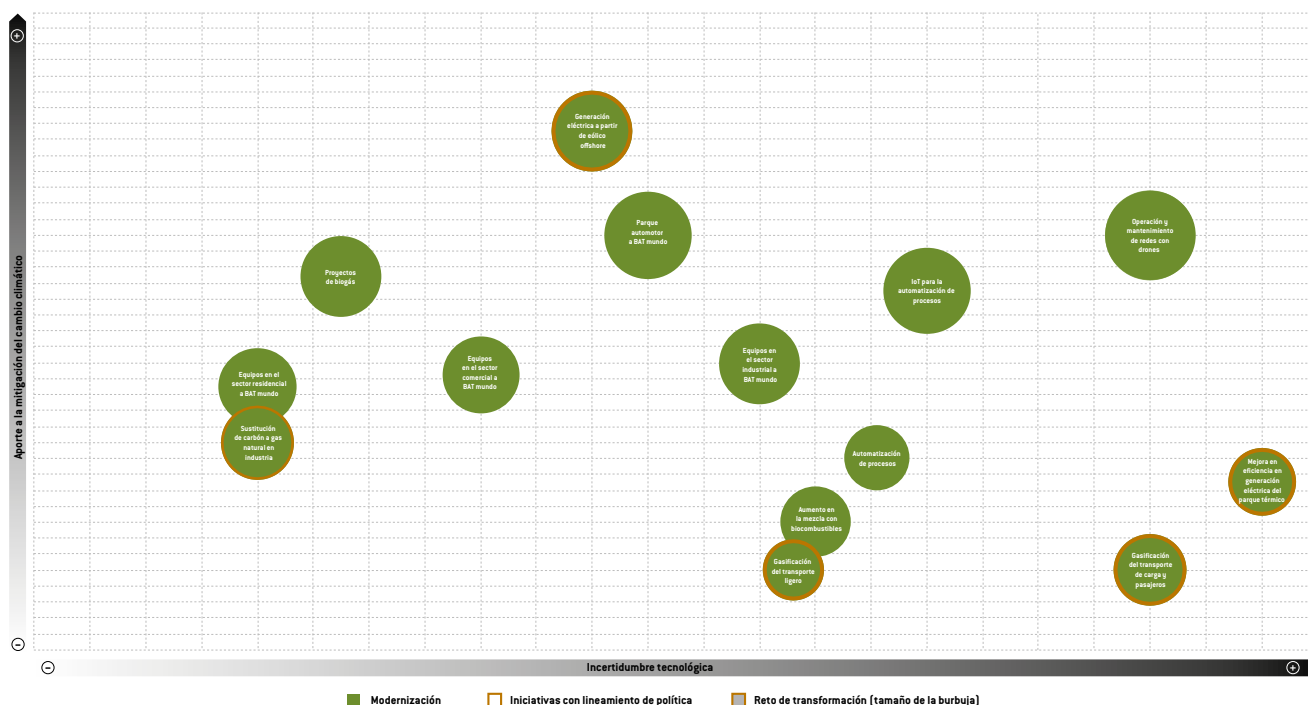 Aporte a la mitigación del cambio climático
Generación
eléctrica a partir
de eólico
offshore
Parque
automotor
a BAT mundo
Operación y
mantenimiento
de redes con
drones
Proyectos
de biogás
IoT para la
automatización de
procesos
Equipos en el
sector residencial
a BAT mundo
Equipos
en el sector
comercial a
BAT mundo
Equipos en
el sector
industrial a
BAT mundo
Sustitución
de carbón a gas
natural en
industria
Automatización
de procesos
Mejora en
eficiencia en
generación
eléctrica del
parque térmico
Aumento en
la mezcla con
biocombustibles
Gasificación
del transporte
ligero
Gasificación
del transporte
de carga y
pasajeros
Incertidumbre tecnológica
Modernización
Iniciativas con lineamiento de política
Reto de transformación (tamaño de la burbuja)